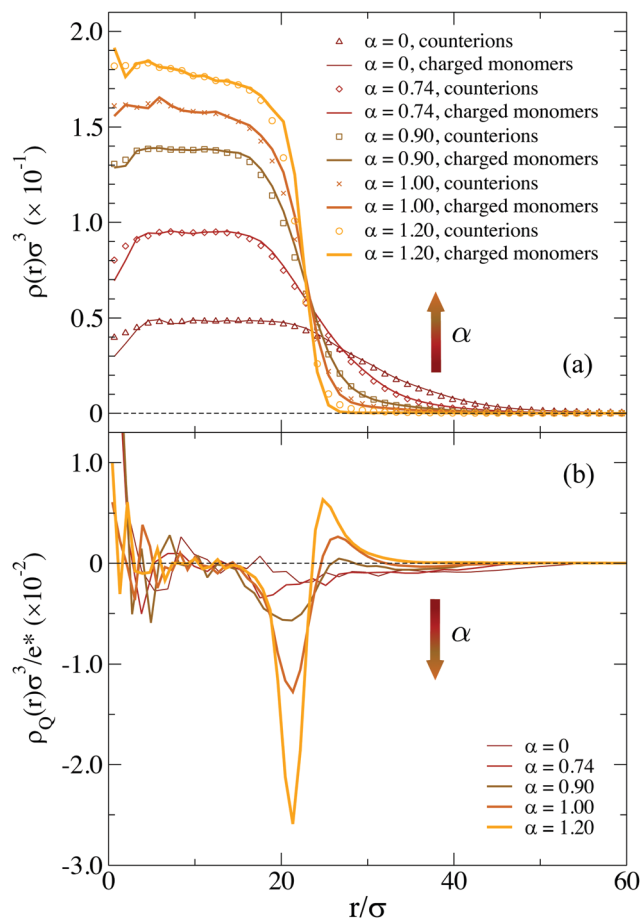 2.0
1.5
1.0
0.5
0
ρ(r)σ³ (× 10⁻¹)
α = 0, counterions
α = 0, charged monomers
α = 0.74, counterions
α = 0.74, charged monomers
α = 0.90, counterions
α = 0.90, charged monomers
α = 1.00, counterions
α = 1.00, charged monomers
α = 1.20, counterions
α = 1.20, charged monomers
α
(a)
(b)
1.0
0
-1.0
-2.0
-3.0
ρ_Q(r)σ³/e* (×10⁻²)
α
α = 0
α = 0.74
α = 0.90
α = 1.00
α = 1.20
0 20 40 60
r/σ